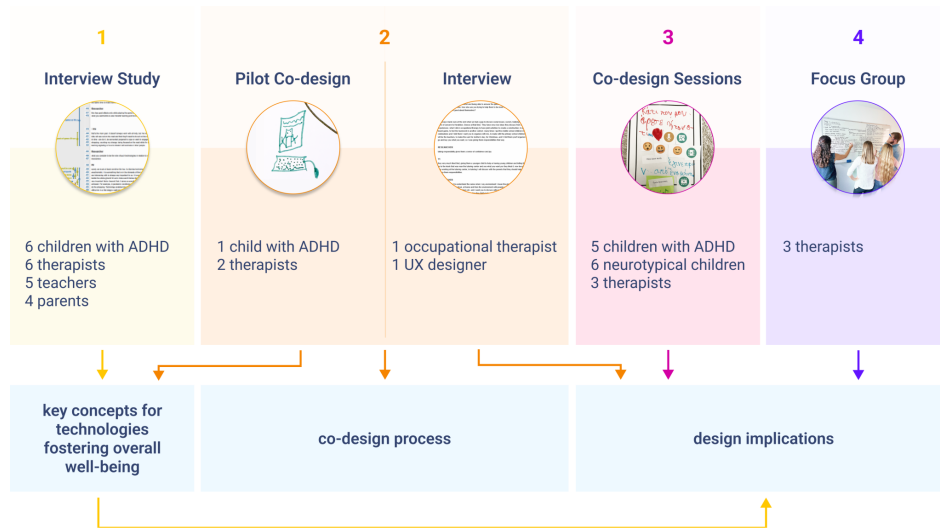 1
Interview Study
6 children with ADHD
6 therapists
5 teachers
4 parents
2
Pilot Co-design
1 child with ADHD
2 therapists
Interview
1 occupational therapist
1 UX designer
3
Co-design Sessions
5 children with ADHD
6 neurotypical children
3 therapists
4
Focus Group
3 therapists
key concepts for
technologies
fostering overall
well-being
co-design process
design implications